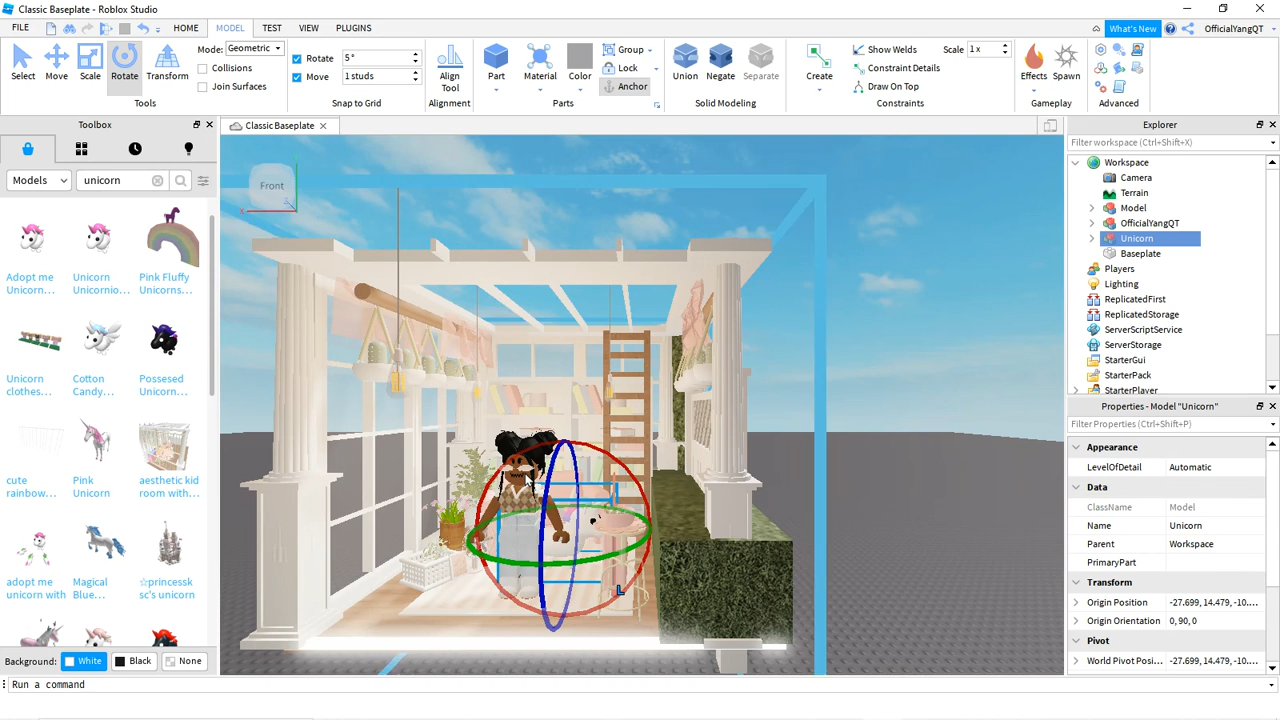 Classic Baseplate - Roblox Studio
FILE HOME MODEL TEST VIEW PLUGINS What's New OfficialYangQT
Select Move Scale Rotate Transform
Mode: Geometric
Collisions
Join Surfaces
Tools
Rotate 5°
Move 1 studs
Snap to Grid
Align Tool
Alignment
Part Material Color
Group
Lock
Anchor
Parts
Union Negate Separate
Solid Modeling
Create
Show Welds
Constraint Details
Draw On Top
Scale 1 x
Constraints
Effects Spawn
Gameplay
Advanced
Toolbox
Models unicorn
Adopt me Unicorn...
Unicorn Unicornio...
Pink Fluffy Unicorns...
Unicorn clothes...
Cotton Candy...
Possesed Unicorn...
cute rainbow...
Pink Unicorn
aesthetic kid room with...
adopt me unicorn with
Magical Blue...
☆princessk sc's unicorn
Background: White Black None
Classic Baseplate
Front
X
Z
L
Explorer
Filter workspace (Ctrl+Shift+X)
Workspace
Camera
Terrain
Model
OfficialYangQT
Unicorn
Baseplate
Players
Lighting
ReplicatedFirst
ReplicatedStorage
ServerScriptService
ServerStorage
StarterGui
StarterPack
StarterPlayer
Properties - Model "Unicorn"
Filter Properties (Ctrl+Shift+P)
Appearance
LevelOfDetail Automatic
Data
ClassName Model
Name Unicorn
Parent Workspace
PrimaryPart
Transform
Origin Position -27.699, 14.479, -10....
Origin Orientation 0, 90, 0
Pivot
World Pivot Posi... -27.699, 14.479, -10....
Run a command